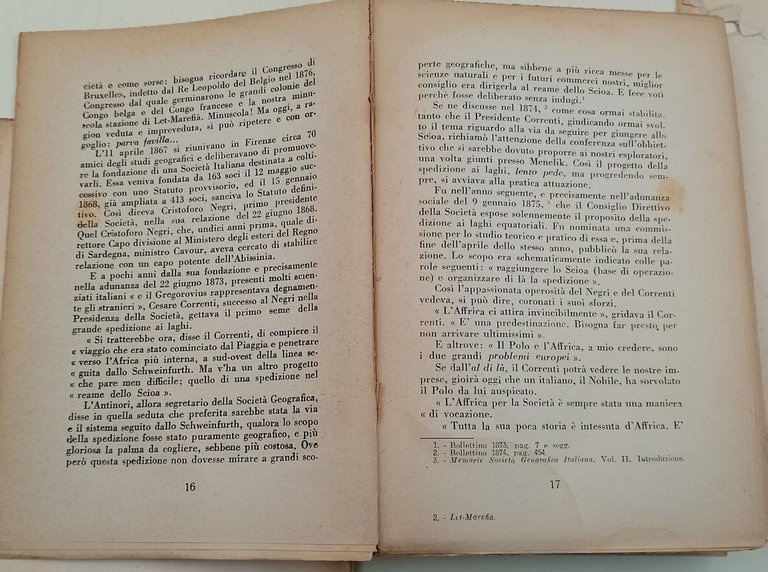 cietà e come sorse: bisogna ricordare il Congresso di
Bruxelles, indetto dal Re Leopoldo del Belgio nel 1876,
Congresso dal quale germinarono le grandi colonie del
Congo belga e del Congo francese e la nostra minu-
scola stazione di Let-Marefià. Minuscola! Ma oggi, a ra-
gion veduta e impreveduta, si può ripetere e con or-
goglio: parva favilla...
L'11 aprile 1867 si riunivano in Firenze circa 70
amici degli studi geografici e deliberavano di promuove-
re la fondazione di una Società Italiana destinata a colti-
varli. Essa veniva fondata da 163 soci il 12 maggio suc-
cessivo con uno Statuto provvisorio, ed il 15 gennaio
1868, già ampliata a 413 soci, sanciva lo Statuto defini-
tivo. Così diceva Cristoforo Negri, primo presidente
della Società, nella sua relazione del 22 giugno 1868.
Quel Cristoforo Negri, che, undici anni prima, quale di-
rettore Capo divisione al Ministero degli esteri del Regno
di Sardegna, ministro Cavour, aveva cercato di stabilire
relazione con un capo potente dell'Abissinia.
E a pochi anni dalla sua fondazione e precisamente
nella adunanza del 22 giugno 1873, presenti molti scien-
ziati italiani « e il Gregorovius rappresentava degnamen-
te gli stranieri », Cesare Correnti, successo al Negri nella
Presidenza della Società, gettava il primo seme della
grande spedizione ai laghi.
« Si tratterebbe ora, disse il Correnti, di compiere il
« viaggio che era stato cominciato dal Piaggia e penetrare
« verso l'Africa più interna, a sud-ovest della linea se-
« guita dallo Schweinfurth. Ma v'ha un altro progetto
« che pare men difficile; quello di una spedizione nel
« reame dello Scioa ».
L'Antinori, allora segretario della Società Geografica,
disse in quella seduta che preferita sarebbe stata la via
e il sistema seguito dallo Schweinfurth, qualora lo scopo
della spedizione fosse stato puramente geografico, e più
gloriosa la palma da cogliere, sebbene più costosa. Ove
però questa spedizione non dovesse mirare a grandi sco-
16
perte geografiche, ma sibbene a più ricca messe per le
scienze naturali e per i futuri commerci nostri, miglior
consiglio era dirigerla al reame dello Scioa. E fece voti
perchè fosse deliberato senza indugi.1
Se ne discusse nel 1874, 2 come cosa ormai stabilita,
tanto che il Presidente Correnti, giudicando ormai svol-
to il tema riguardo alla via da seguire per giungere allo
Scioa, richiamò l'attenzione della conferenza sull'obbiet-
tivo che si sarebbe dovuto proporre ai nostri esploratori,
una volta giunti presso Menelik. Così il progetto della
spedizione ai laghi, lento pede, ma progredendo sem-
pre, si avviava alla pratica attuazione.
Fu nell'anno seguente, e precisamente nell'adunanza
sociale del 9 gennaio 1875, 3 che il Consiglio Direttivo
della Società espose solennemente il proposito della spe-
dizione ai laghi equatoriali. Fu nominata una commis-
sione per lo studio teorico e pratico di essa e, prima della
fine dell'aprile dello stesso anno, pubblicò la sua rela-
zione. Lo scopo era schematicamente indicato colle pa-
role seguenti: « raggiungere lo Scioa (base di operazio-
ne) e organizzare di là la spedizione ».
Così l'appassionata operosità del Negri e del Correnti
vedeva, si può dire, coronati i suoi sforzi.
« L'Affrica ci attira invincibilmente », gridava il Cor-
renti. « E' una predestinazione. Bisogna far presto, per
non arrivare ultimissimi ».
E altrove: « Il Polo e l'Affrica, a mio credere, sono
« i due grandi problemi europei ».
Se dall'al di là, il Correnti potrà vedere le nostre im-
prese, gioirà oggi che un italiano, il Nobile, ha sorvolato
il Polo da lui auspicato.
« L'Affrica per la Società è sempre stata una maniera
« di vocazione.
« Tutta la sua poca storia è intessuta d'Affrica. E'
1. - Bollettino 1873, pag. 7 e segg.
2. - Bollettino 1874, pag. 454.
3. - Memorie Società Geografica Italiana, Vol. II. Introduzione.
17
2. - Let-Marefià.